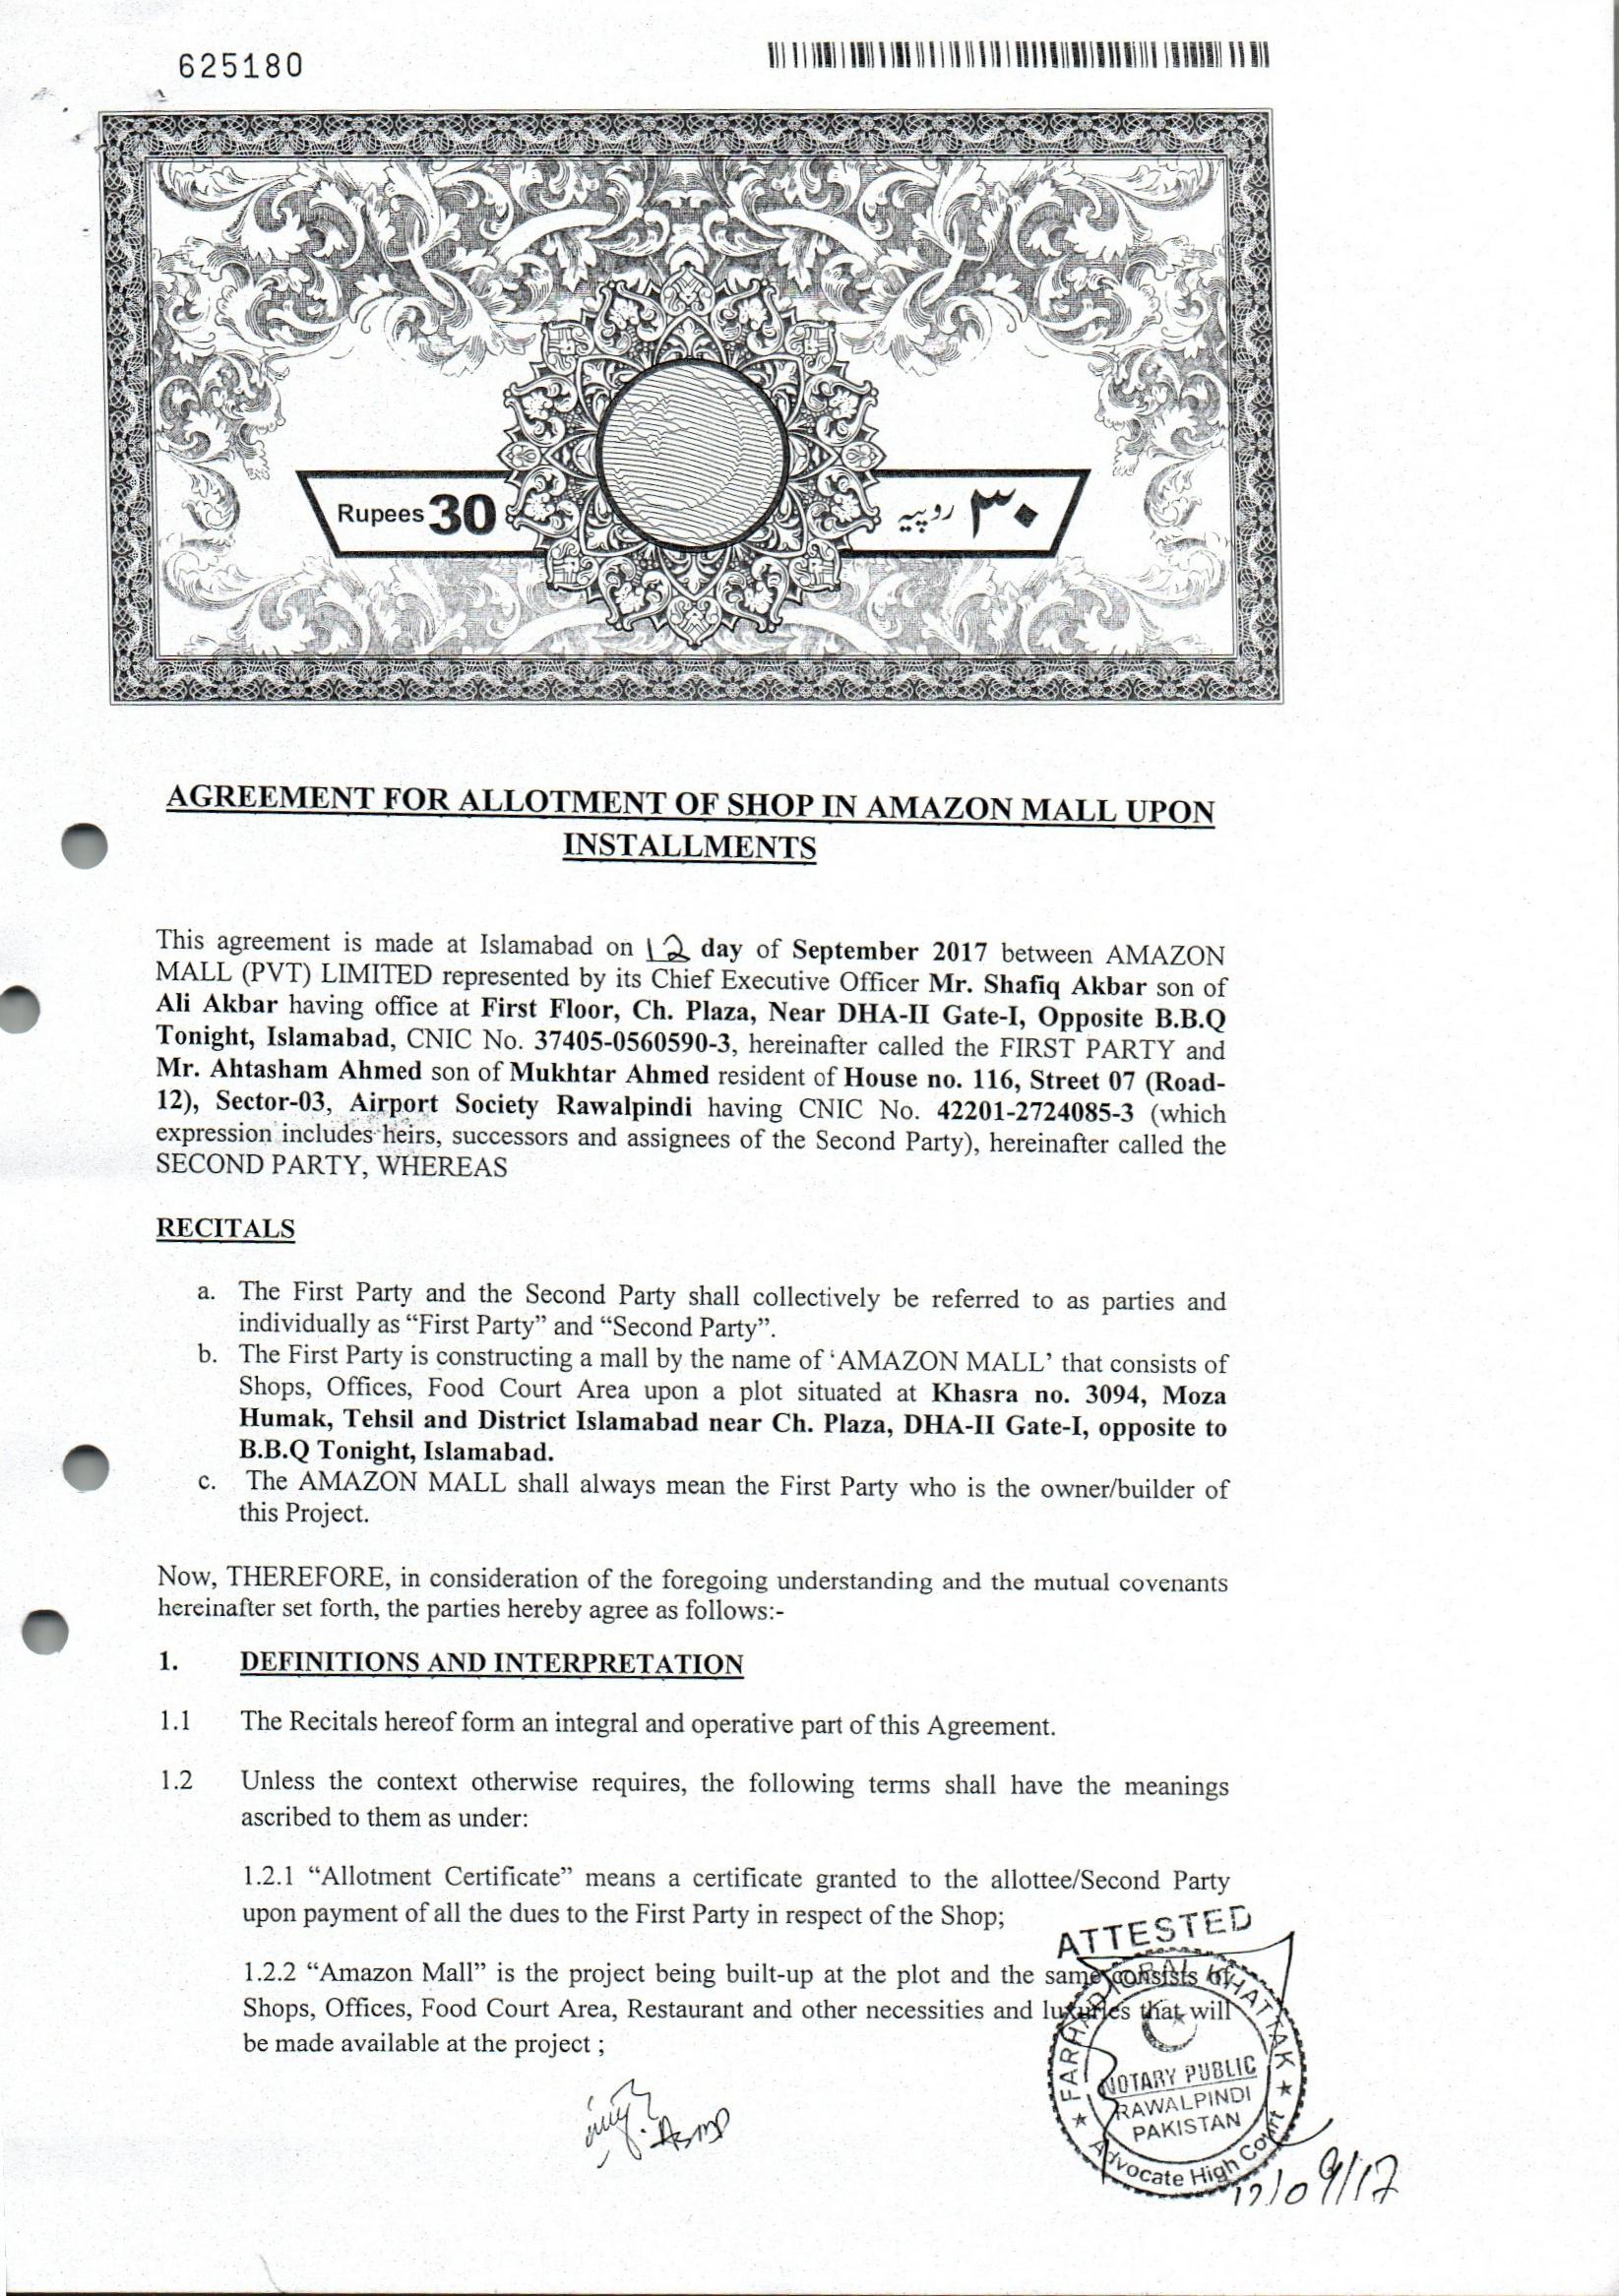 625180
Rupees 30
۳۰ روپیہ
AGREEMENT FOR ALLOTMENT OF SHOP IN AMAZON MALL UPON
INSTALLMENTS
This agreement is made at Islamabad on 12 day of September 2017 between AMAZON
MALL (PVT) LIMITED represented by its Chief Executive Officer Mr. Shafiq Akbar son of
Ali Akbar having office at First Floor, Ch. Plaza, Near DHA-II Gate-I, Opposite B.B.Q
Tonight, Islamabad, CNIC No. 37405-0560590-3, hereinafter called the FIRST PARTY and
Mr. Ahtasham Ahmed son of Mukhtar Ahmed resident of House no. 116, Street 07 (Road-
12), Sector-03, Airport Society Rawalpindi having CNIC No. 42201-2724085-3 (which
expression includes heirs, successors and assignees of the Second Party), hereinafter called the
SECOND PARTY, WHEREAS
RECITALS
a. The First Party and the Second Party shall collectively be referred to as parties and
individually as “First Party” and “Second Party”.
b. The First Party is constructing a mall by the name of ‘AMAZON MALL’ that consists of
Shops, Offices, Food Court Area upon a plot situated at Khasra no. 3094, Moza
Humak, Tehsil and District Islamabad near Ch. Plaza, DHA-II Gate-I, opposite to
B.B.Q Tonight, Islamabad.
c. The AMAZON MALL shall always mean the First Party who is the owner/builder of
this Project.
Now, THEREFORE, in consideration of the foregoing understanding and the mutual covenants
hereinafter set forth, the parties hereby agree as follows:-
1. DEFINITIONS AND INTERPRETATION
1.1 The Recitals hereof form an integral and operative part of this Agreement.
1.2 Unless the context otherwise requires, the following terms shall have the meanings
ascribed to them as under:
1.2.1 “Allotment Certificate” means a certificate granted to the allottee/Second Party
upon payment of all the dues to the First Party in respect of the Shop;
1.2.2 “Amazon Mall” is the project being built-up at the plot and the same consists of
Shops, Offices, Food Court Area, Restaurant and other necessities and luxuries that will
be made available at the project ;
ATTESTED
FARHAD IQBAL KHATTAK
NOTARY PUBLIC
RAWALPINDI
PAKISTAN
Advocate High Court
12/09/17